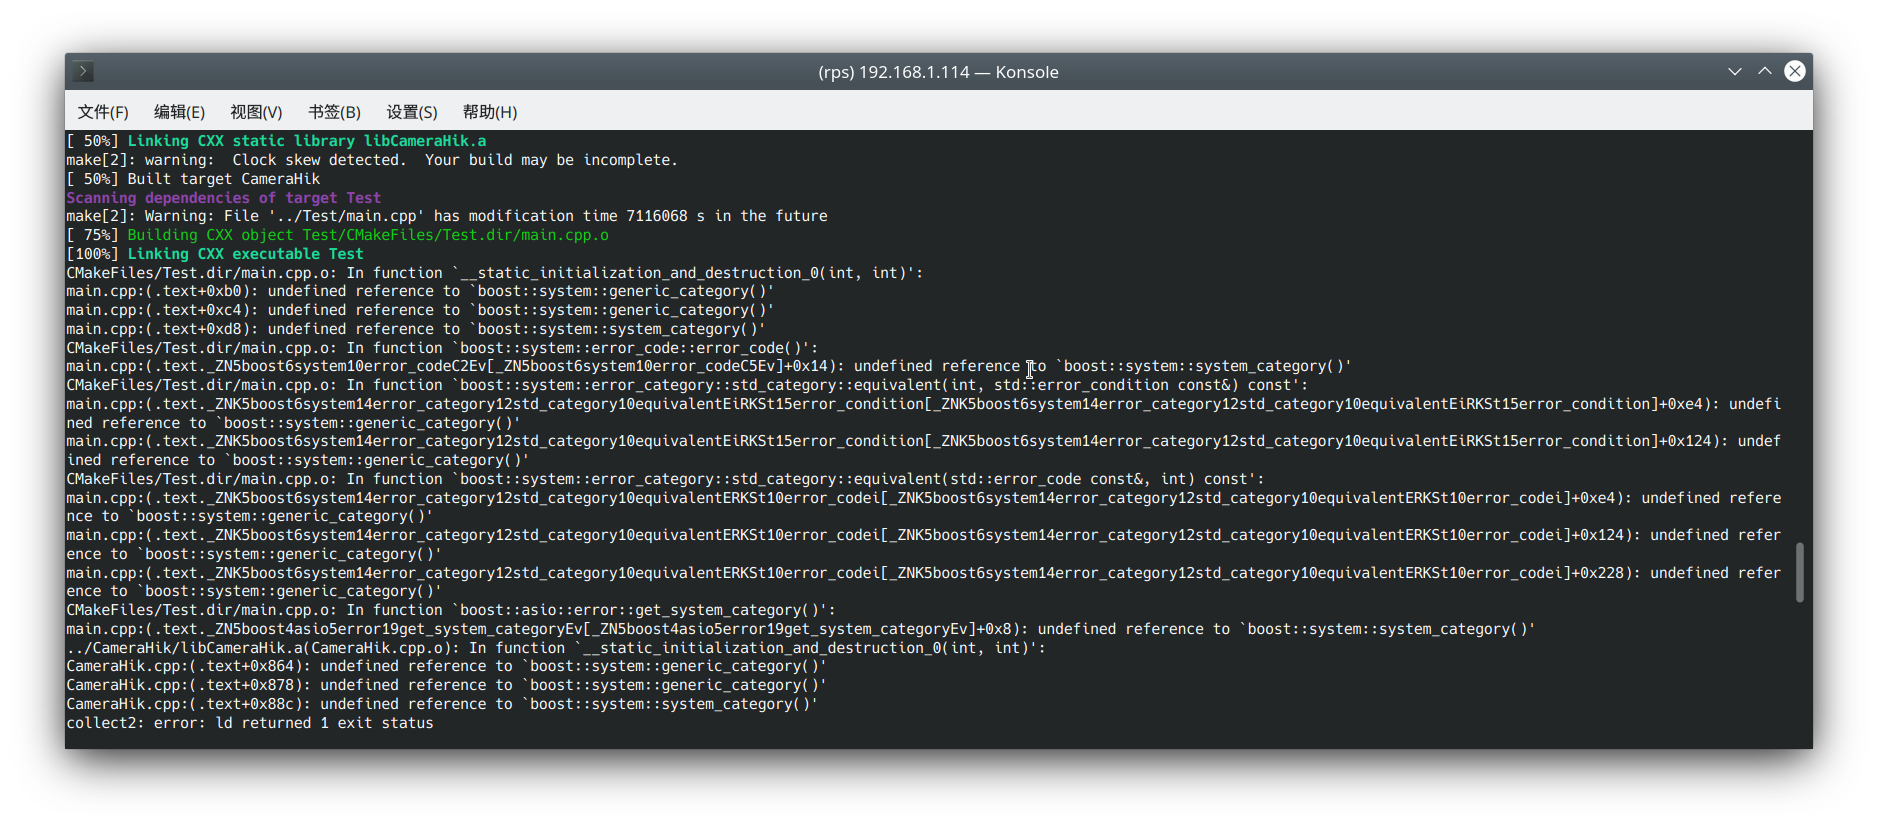 (rps) 192.168.1.114 — Konsole
文件(F) 编辑(E) 视图(V) 书签(B) 设置(S) 帮助(H)
[ 50%] Linking CXX static library libCameraHik.a
make[2]: warning:  Clock skew detected.  Your build may be incomplete.
[ 50%] Built target CameraHik
Scanning dependencies of target Test
make[2]: Warning: File '../Test/main.cpp' has modification time 7116068 s in the future
[ 75%] Building CXX object Test/CMakeFiles/Test.dir/main.cpp.o
[100%] Linking CXX executable Test
CMakeFiles/Test.dir/main.cpp.o: In function `__static_initialization_and_destruction_0(int, int)':
main.cpp:(.text+0xb0): undefined reference to `boost::system::generic_category()'
main.cpp:(.text+0xc4): undefined reference to `boost::system::generic_category()'
main.cpp:(.text+0xd8): undefined reference to `boost::system::system_category()'
CMakeFiles/Test.dir/main.cpp.o: In function `boost::system::error_code::error_code()':
main.cpp:(.text._ZN5boost6system10error_codeC2Ev[_ZN5boost6system10error_codeC5Ev]+0x14): undefined reference to `boost::system::system_category()'
CMakeFiles/Test.dir/main.cpp.o: In function `boost::system::error_category::std_category::equivalent(int, std::error_condition const&) const':
main.cpp:(.text._ZNK5boost6system14error_category12std_category10equivalentEiRKSt15error_condition[_ZNK5boost6system14error_category12std_category10equivalentEiRKSt15error_condition]+0xe4): undefi
ned reference to `boost::system::generic_category()'
main.cpp:(.text._ZNK5boost6system14error_category12std_category10equivalentEiRKSt15error_condition[_ZNK5boost6system14error_category12std_category10equivalentEiRKSt15error_condition]+0x124): undef
ined reference to `boost::system::generic_category()'
CMakeFiles/Test.dir/main.cpp.o: In function `boost::system::error_category::std_category::equivalent(std::error_code const&, int) const':
main.cpp:(.text._ZNK5boost6system14error_category12std_category10equivalentERKSt10error_codei[_ZNK5boost6system14error_category12std_category10equivalentERKSt10error_codei]+0xe4): undefined refere
nce to `boost::system::generic_category()'
main.cpp:(.text._ZNK5boost6system14error_category12std_category10equivalentERKSt10error_codei[_ZNK5boost6system14error_category12std_category10equivalentERKSt10error_codei]+0x124): undefined refer
ence to `boost::system::generic_category()'
main.cpp:(.text._ZNK5boost6system14error_category12std_category10equivalentERKSt10error_codei[_ZNK5boost6system14error_category12std_category10equivalentERKSt10error_codei]+0x228): undefined refer
ence to `boost::system::generic_category()'
CMakeFiles/Test.dir/main.cpp.o: In function `boost::asio::error::get_system_category()':
main.cpp:(.text._ZN5boost4asio5error19get_system_categoryEv[_ZN5boost4asio5error19get_system_categoryEv]+0x8): undefined reference to `boost::system::system_category()'
../CameraHik/libCameraHik.a(CameraHik.cpp.o): In function `__static_initialization_and_destruction_0(int, int)':
CameraHik.cpp:(.text+0x864): undefined reference to `boost::system::generic_category()'
CameraHik.cpp:(.text+0x878): undefined reference to `boost::system::generic_category()'
CameraHik.cpp:(.text+0x88c): undefined reference to `boost::system::system_category()'
collect2: error: ld returned 1 exit status